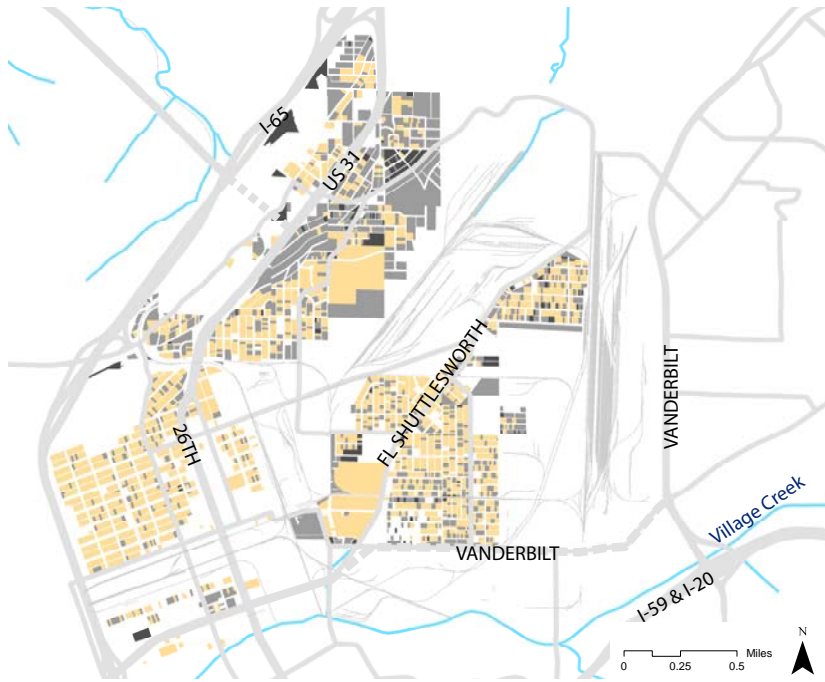 I-65
US 31
FL SHUTTLESWORTH
VANDERBILT
26TH
Village Creek
VANDERBILT
I-59 & I-20
N
Miles
0 0.25 0.5